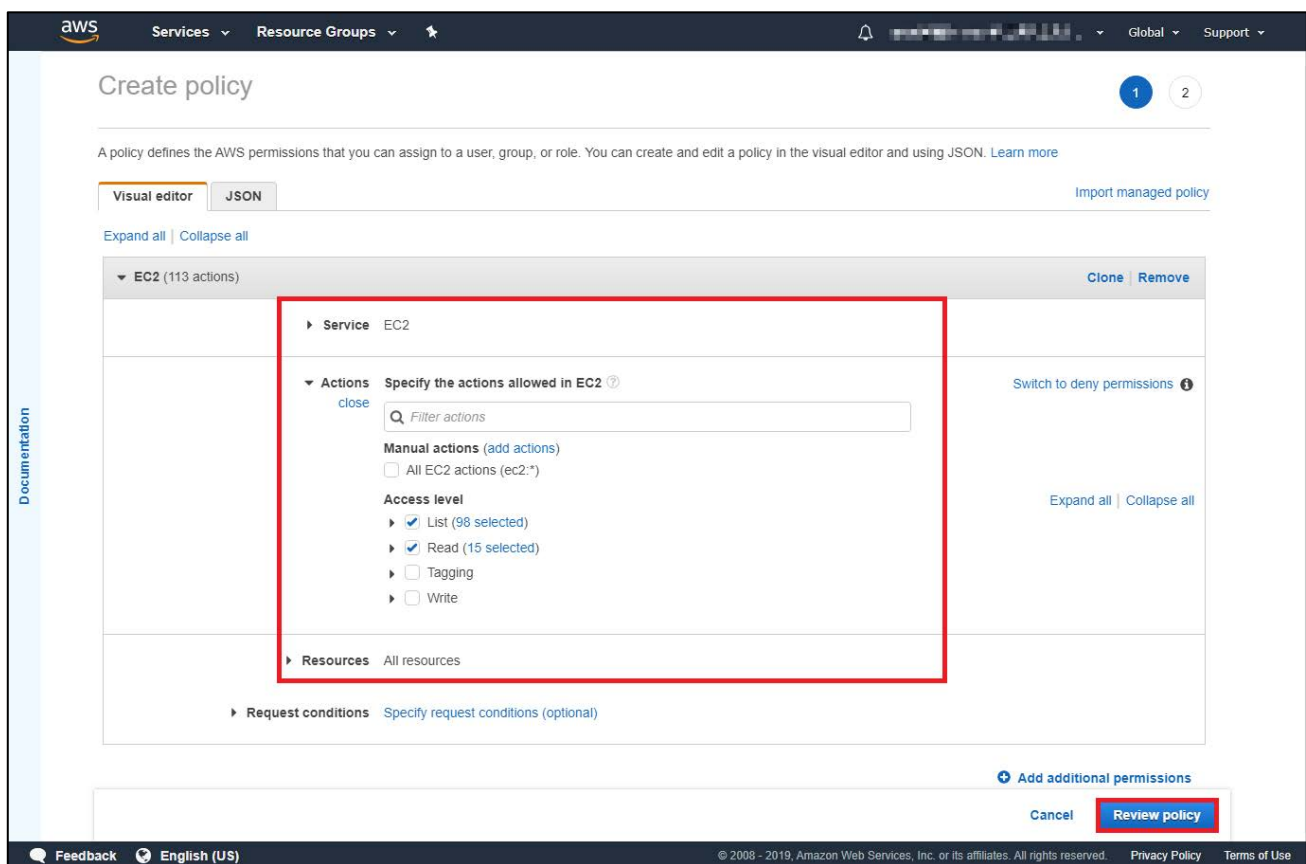 aws Services Resource Groups Global Support
Create policy 1 2
A policy defines the AWS permissions that you can assign to a user, group, or role. You can create and edit a policy in the visual editor and using JSON. Learn more
Visual editor JSON Import managed policy
Expand all | Collapse all
EC2 (113 actions) Clone | Remove
Service EC2
Actions Specify the actions allowed in EC2 ? Switch to deny permissions i
close
Filter actions
Manual actions (add actions)
All EC2 actions (ec2:*)
Access level Expand all | Collapse all
List (98 selected)
Read (15 selected)
Tagging
Write
Documentation
Resources All resources
Request conditions Specify request conditions (optional)
Add additional permissions
Cancel Review policy
Feedback English (US) © 2008 - 2019, Amazon Web Services, Inc. or its affiliates. All rights reserved. Privacy Policy Terms of Use